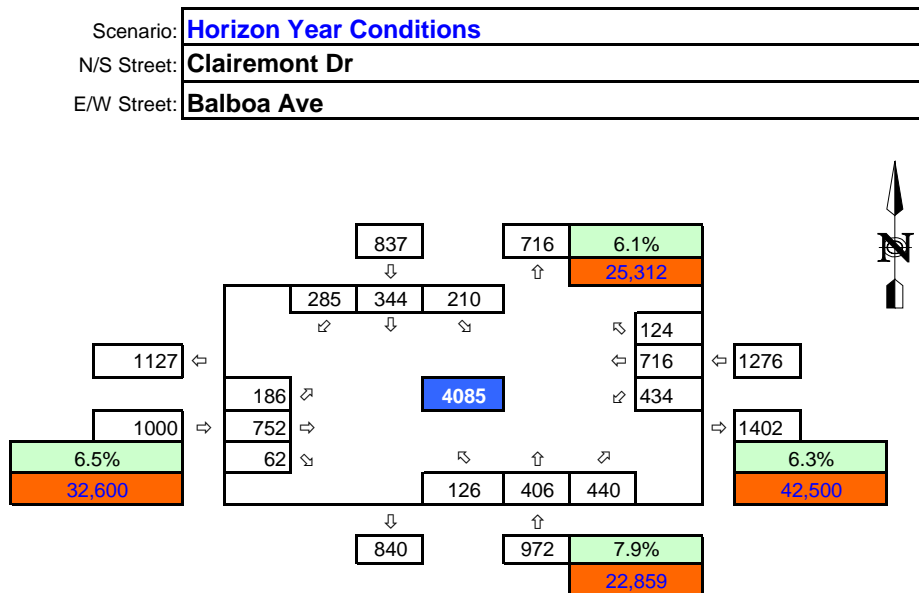 Scenario: Horizon Year Conditions
N/S Street: Clairemont Dr
E/W Street: Balboa Ave
N
837 716 6.1%
⇩ ⇧ 25,312
285 344 210
⬃ ⇩ ⬂ ⬁ 124
1127 ⇦ ⇦ 716 ⇦ 1276
186 ⬀ 4085 ⬃ 434
1000 ⇨ 752 ⇨ ⇨ 1402
6.5% 62 ⬂ ⬁ ⇧ ⬀ 6.3%
32,600 126 406 440 42,500
⇩ ⇧
840 972 7.9%
22,859